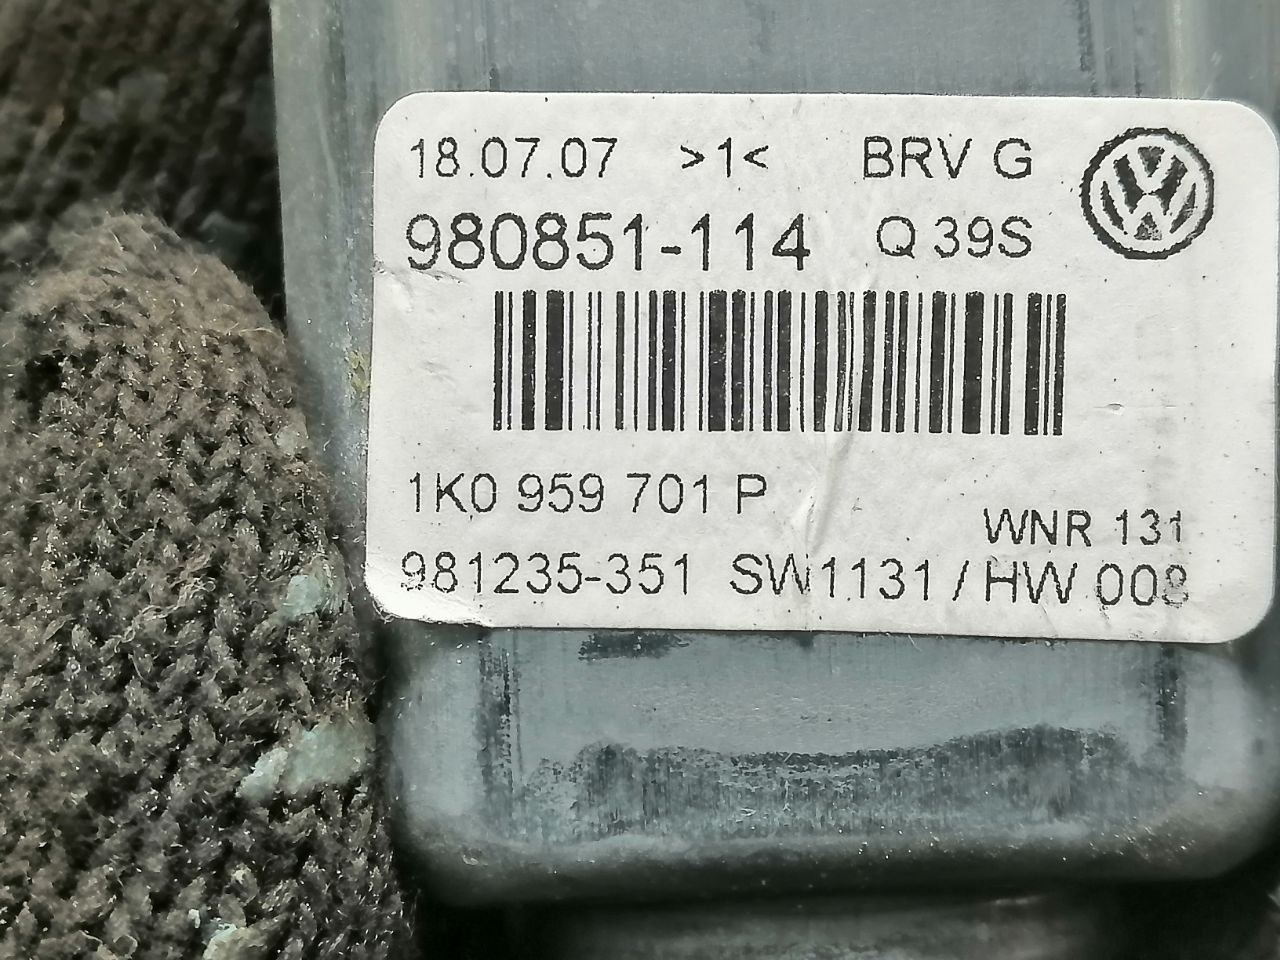 18.07.07 >1< BRV G
980851-114 Q 39S
1K0 959 701 P
WNR 131
981235-351 SW1131 / HW 008